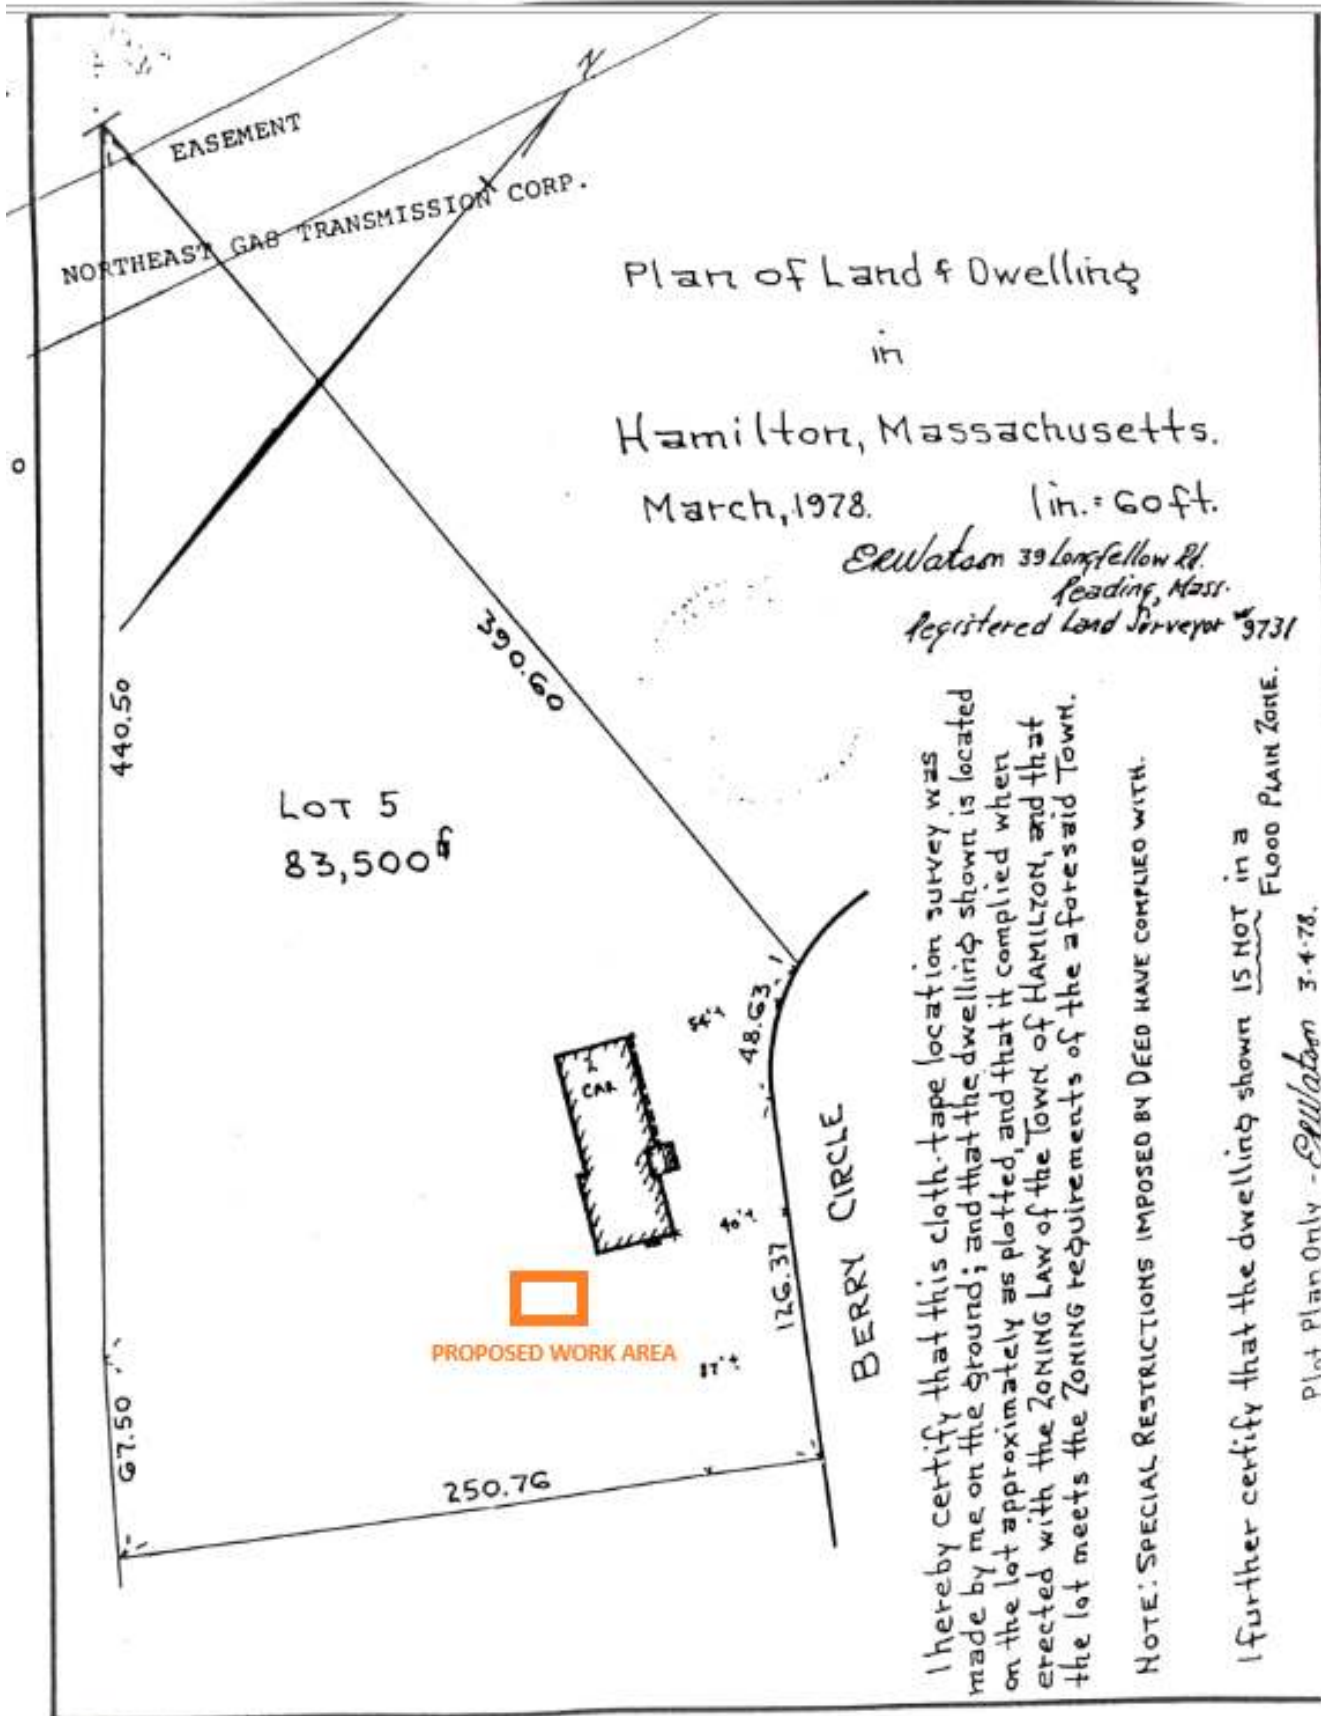 EASEMENT
NORTHEAST GAS TRANSMISSION CORP.
N
Plan of Land & Dwelling
in
Hamilton, Massachusetts.
March, 1978. 1in. = 60ft.
ERWatson 39 Longfellow Rd.
Reading, Mass.
Registered Land Surveyor # 9731
440.50
390.60
LOT 5
83,500
54'±
48.63
2
CAR
40'±
126.37
BERRY CIRCLE
PROPOSED WORK AREA
87'±
67.50
250.76
I hereby certify that this cloth-tape location survey was
made by me on the ground; and that the dwelling shown is located
on the lot approximately as plotted, and that it complied when
erected with the ZONING LAW of the TOWN of HAMILTON, and that
the lot meets the ZONING requirements of the aforesaid TOWN.
NOTE: SPECIAL RESTRICTIONS IMPOSED BY DEED HAVE COMPLIED WITH.
I further certify that the dwelling shown IS NOT in a
FLOOD PLAIN ZONE.
Plot Plan Only - ERWatson 3-4-78.